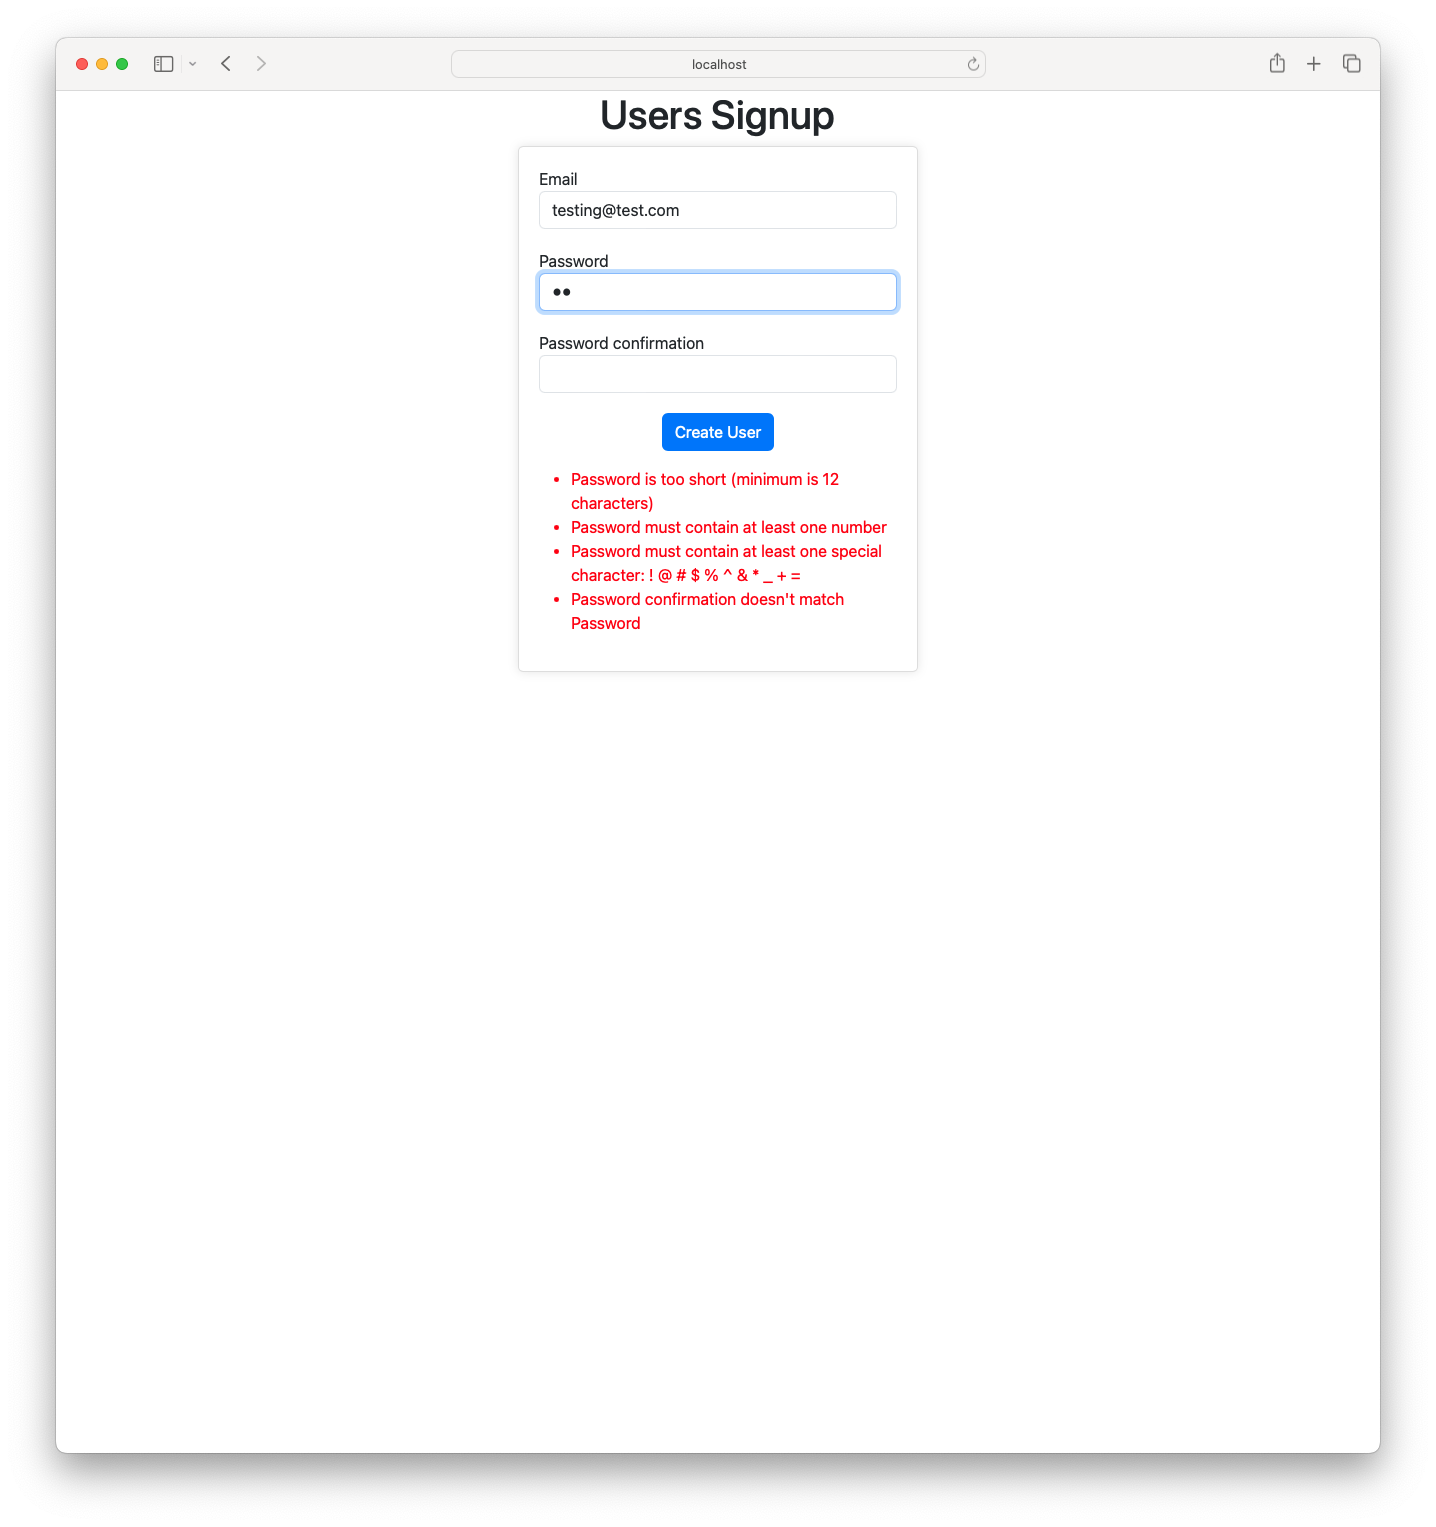 localhost
Users Signup
Email
testing@test.com
Password
Password confirmation
Create User
Password is too short (minimum is 12
characters)
Password must contain at least one number
Password must contain at least one special
character: ! @ # $ % ^ & * _ + =
Password confirmation doesn't match
Password